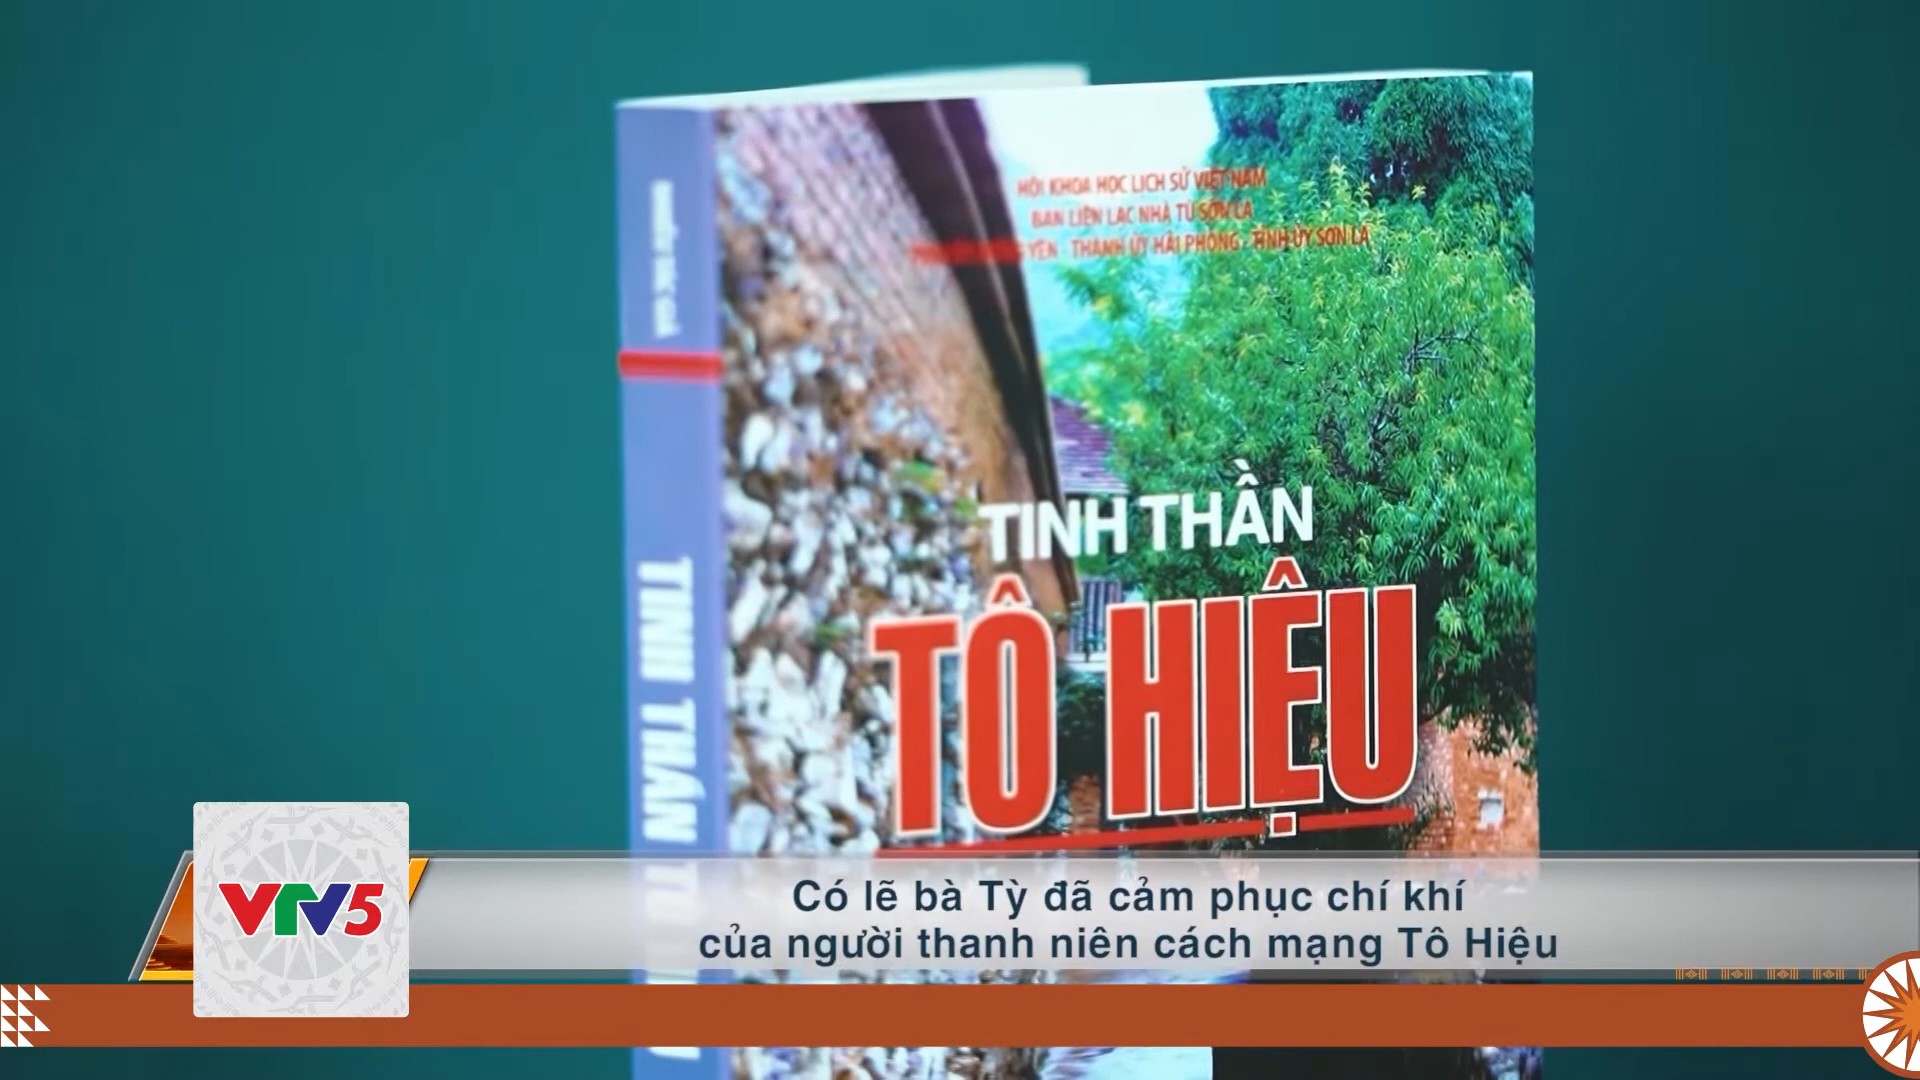 HỘI KHOA HỌC LỊCH SỬ VIỆT NAM
BAN LIÊN LẠC NHÀ TÙ SƠN LA
YÊN - THÀNH ỦY HẢI PHÒNG - TỈNH ỦY SƠN LA
TINH THẦN
TÔ HIỆU
TINH THẦN
VTV5
Có lẽ bà Tỳ đã cảm phục chí khí
của người thanh niên cách mạng Tô Hiệu